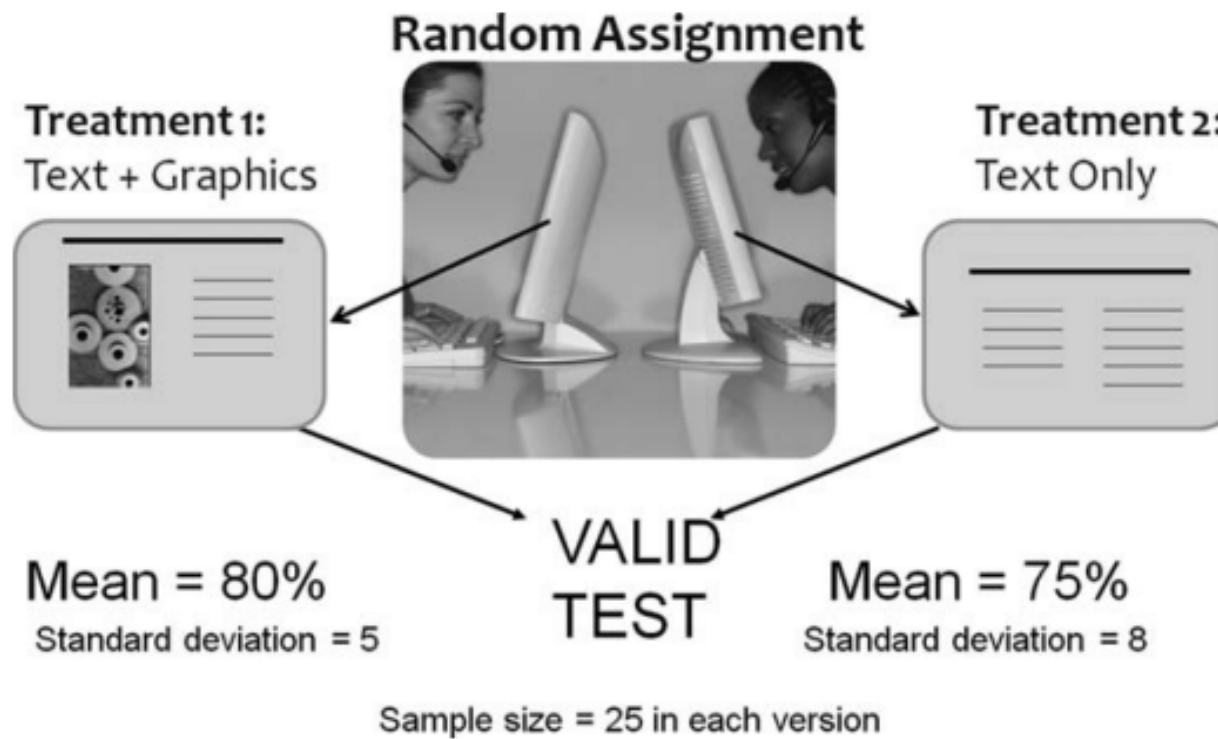 Random Assignment
Treatment 1:
Text + Graphics
Treatment 2:
Text Only
VALID
TEST
Mean = 80%
Standard deviation = 5
Mean = 75%
Standard deviation = 8
Sample size = 25 in each version